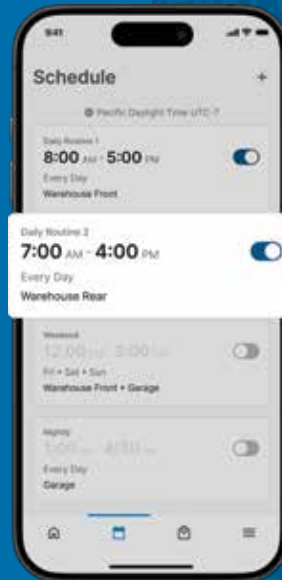 9:41
Schedule
+
Pacific Daylight Time UTC-7
Daily Routine 1
8:00 AM - 5:00 PM
Every Day
Warehouse Front
Daily Routine 2
7:00 AM - 4:00 PM
Every Day
Warehouse Rear
Weekend
Fri • Sat • Sun
Warehouse Front • Garage
Nightly
Every Day
Garage